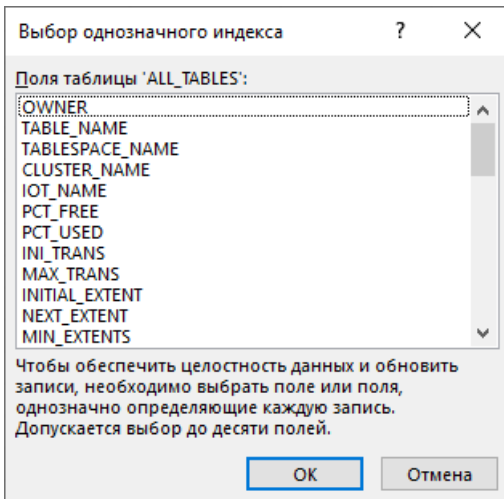 Выбор однозначного индекса ?
Поля таблицы 'ALL_TABLES':
OWNER
TABLE_NAME
TABLESPACE_NAME
CLUSTER_NAME
IOT_NAME
PCT_FREE
PCT_USED
INI_TRANS
MAX_TRANS
INITIAL_EXTENT
NEXT_EXTENT
MIN_EXTENTS
Чтобы обеспечить целостность данных и обновить
записи, необходимо выбрать поле или поля,
однозначно определяющие каждую запись.
Допускается выбор до десяти полей.
ОК Отмена